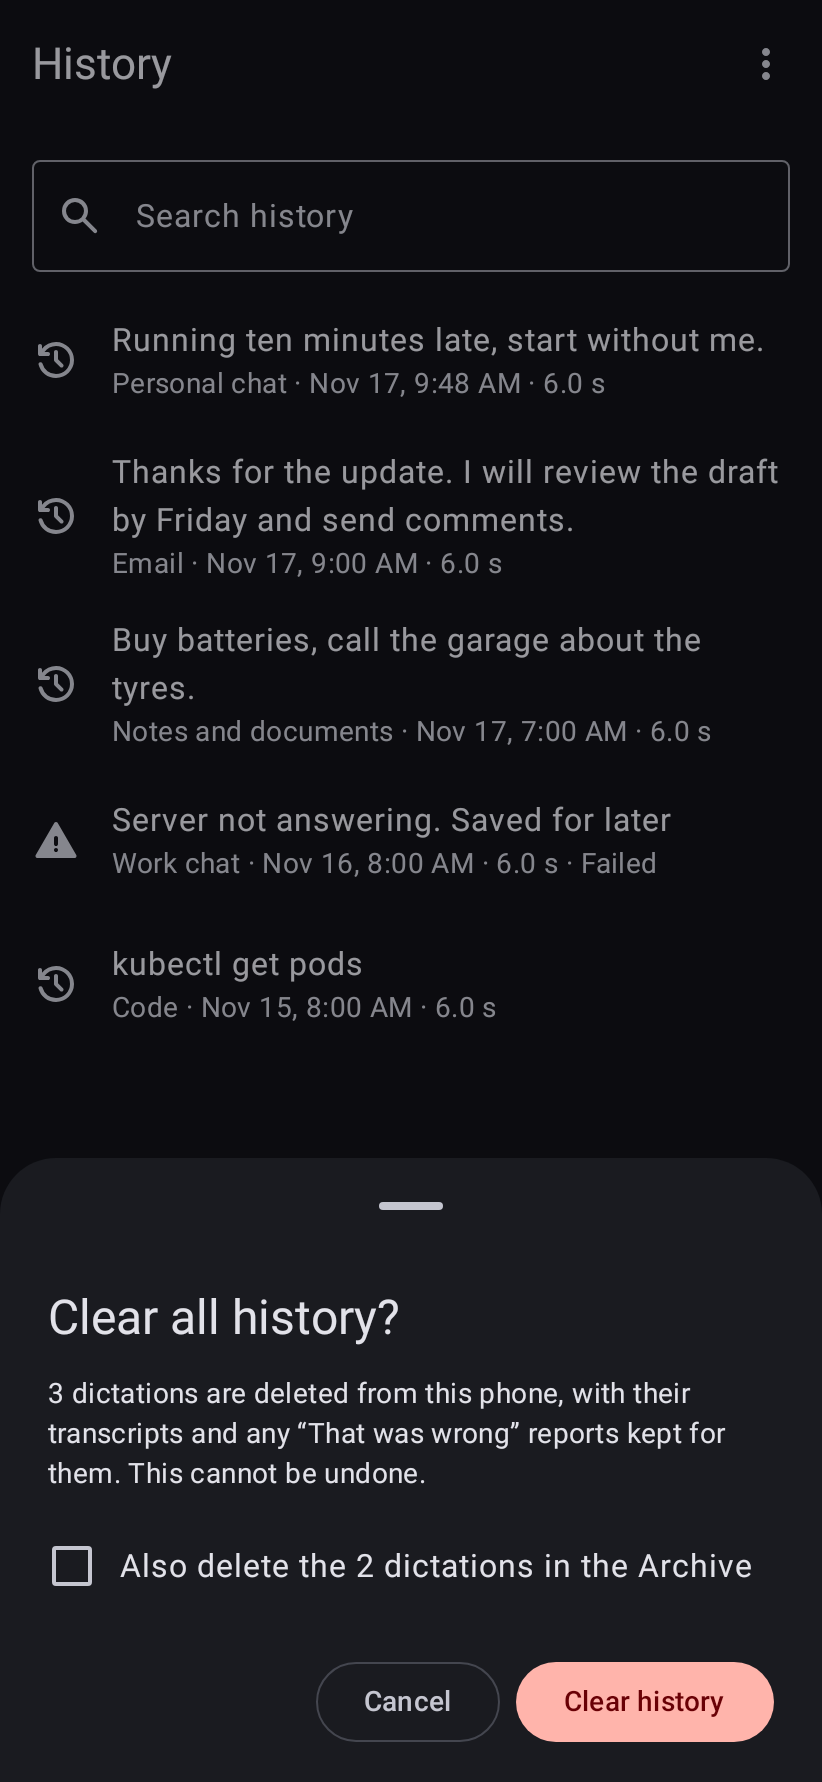 History
Search history
Running ten minutes late, start without me.
Personal chat · Nov 17, 9:48 AM · 6.0 s
Thanks for the update. I will review the draft
by Friday and send comments.
Email · Nov 17, 9:00 AM · 6.0 s
Buy batteries, call the garage about the
tyres.
Notes and documents · Nov 17, 7:00 AM · 6.0 s
Server not answering. Saved for later
Work chat · Nov 16, 8:00 AM · 6.0 s · Failed
kubectl get pods
Code · Nov 15, 8:00 AM · 6.0 s
Clear all history?
3 dictations are deleted from this phone, with their
transcripts and any “That was wrong” reports kept for
them. This cannot be undone.
Also delete the 2 dictations in the Archive
Cancel
Clear history